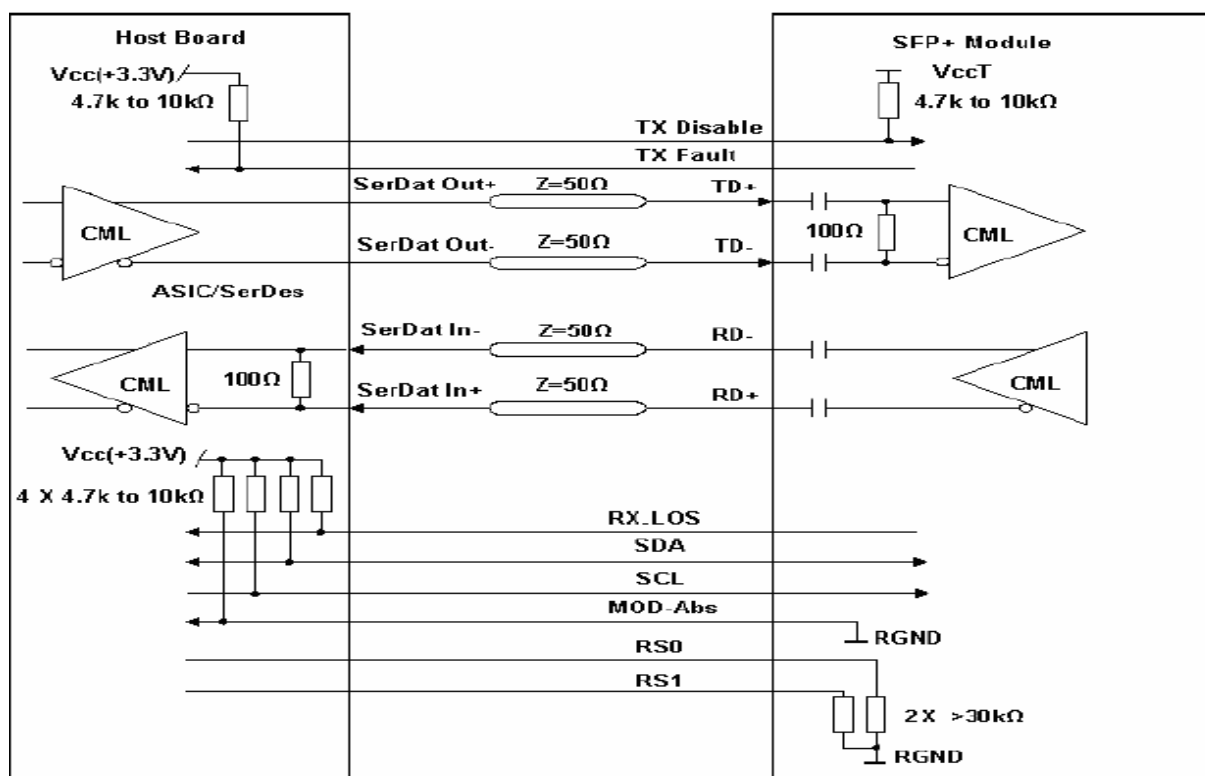 Host Board
SFP+ Module
Vcc(+3.3V)
4.7k to 10kΩ
VccT
4.7k to 10kΩ
TX Disable
TX Fault
SerDat Out+
Z=50Ω
TD+
CML
100Ω
CML
SerDat Out-
Z=50Ω
TD-
ASIC/SerDes
SerDat In-
Z=50Ω
RD-
CML
100Ω
SerDat In+
Z=50Ω
RD+
CML
Vcc(+3.3V)
4 X 4.7k to 10kΩ
RX_LOS
SDA
SCL
MOD-Abs
RGND
RS0
RS1
2X >30kΩ
RGND